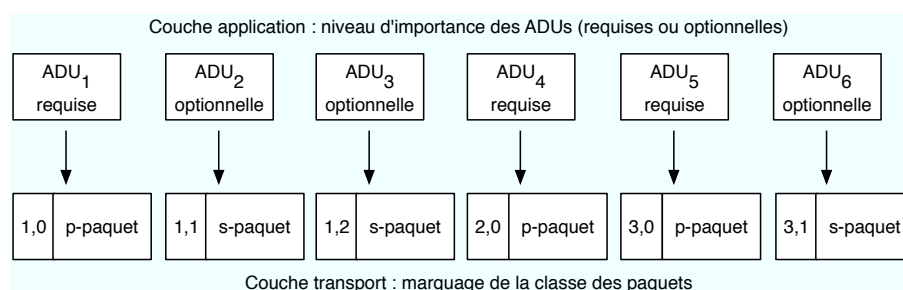 Couche application : niveau d'importance des ADUs (requises ou optionnelles)
ADU1 ADU2 ADU3 ADU4 ADU5 ADU6
requise optionnelle optionnelle requise requise optionnelle
1,0 p-paquet 1,1 s-paquet 1,2 s-paquet 2,0 p-paquet 3,0 p-paquet 3,1 s-paquet
Couche transport : marquage de la classe des paquets